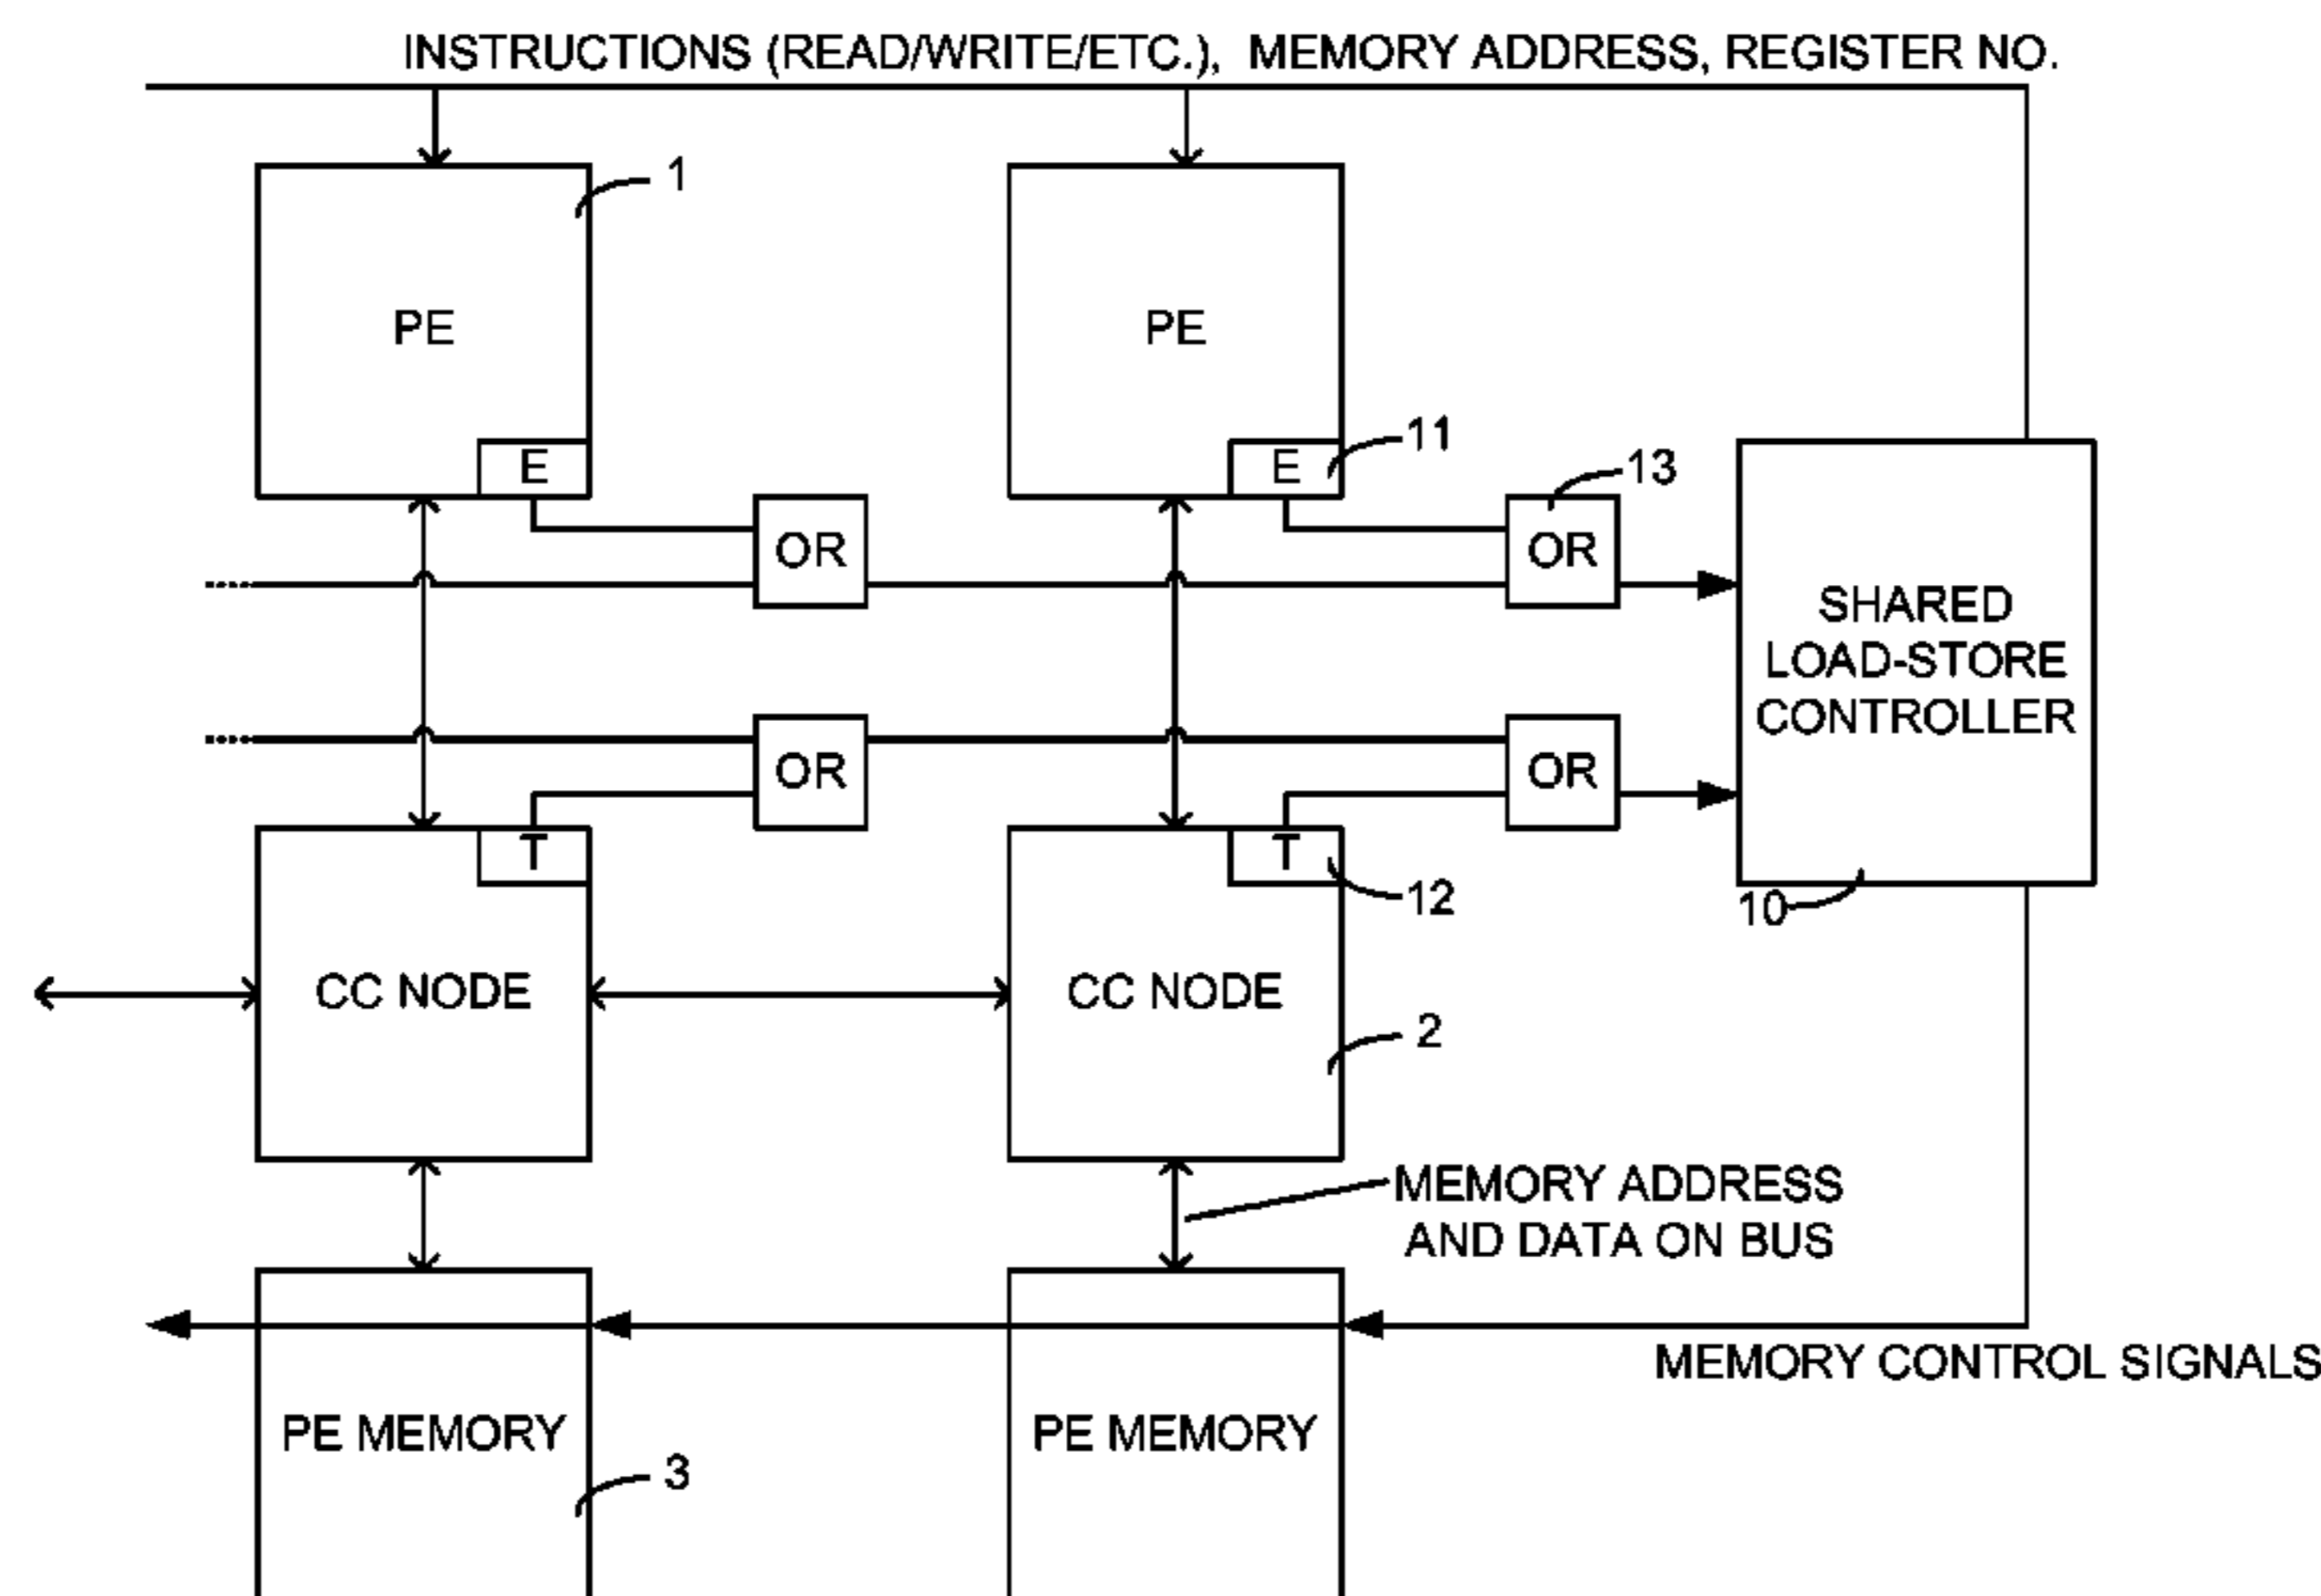 INSTRUCTIONS (READ/WRITE/ETC.), MEMORY ADDRESS, REGISTER NO.
1
PE
PE
11
E
E
13
OR
OR
SHARED
LOAD-STORE
CONTROLLER
OR
OR
T
T
12
10
CC NODE
CC NODE
2
MEMORY ADDRESS
AND DATA ON BUS
MEMORY CONTROL SIGNALS
PE MEMORY
PE MEMORY
3